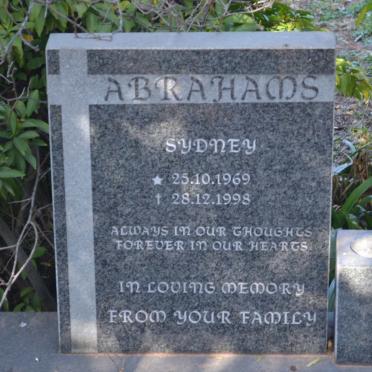 ABRAHAMS
SYDNEY
★ 25.10.1969
† 28.12.1998
ALWAYS IN OUR THOUGHTS
FOREVER IN OUR HEARTS
IN LOVING MEMORY
FROM YOUR FAMILY